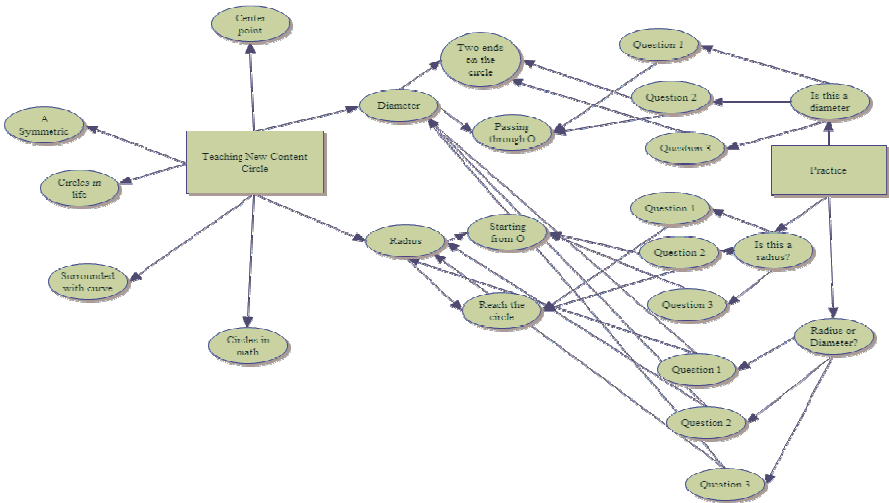 Center
point
Two ends
on the
circle
Question 1
Diameter
Question 2
Is this a
diameter
A
Symmetric
Passing
through O
Question 3
Teaching New Content
Circle
Practice
Circles in
life
Question 1
Radius
Starting
from O
Question 2
Is this a
radius?
Surrounded
with curve
Reach the
circle
Question 3
Circles in
math
Radius or
Diameter?
Question 1
Question 2
Question 3